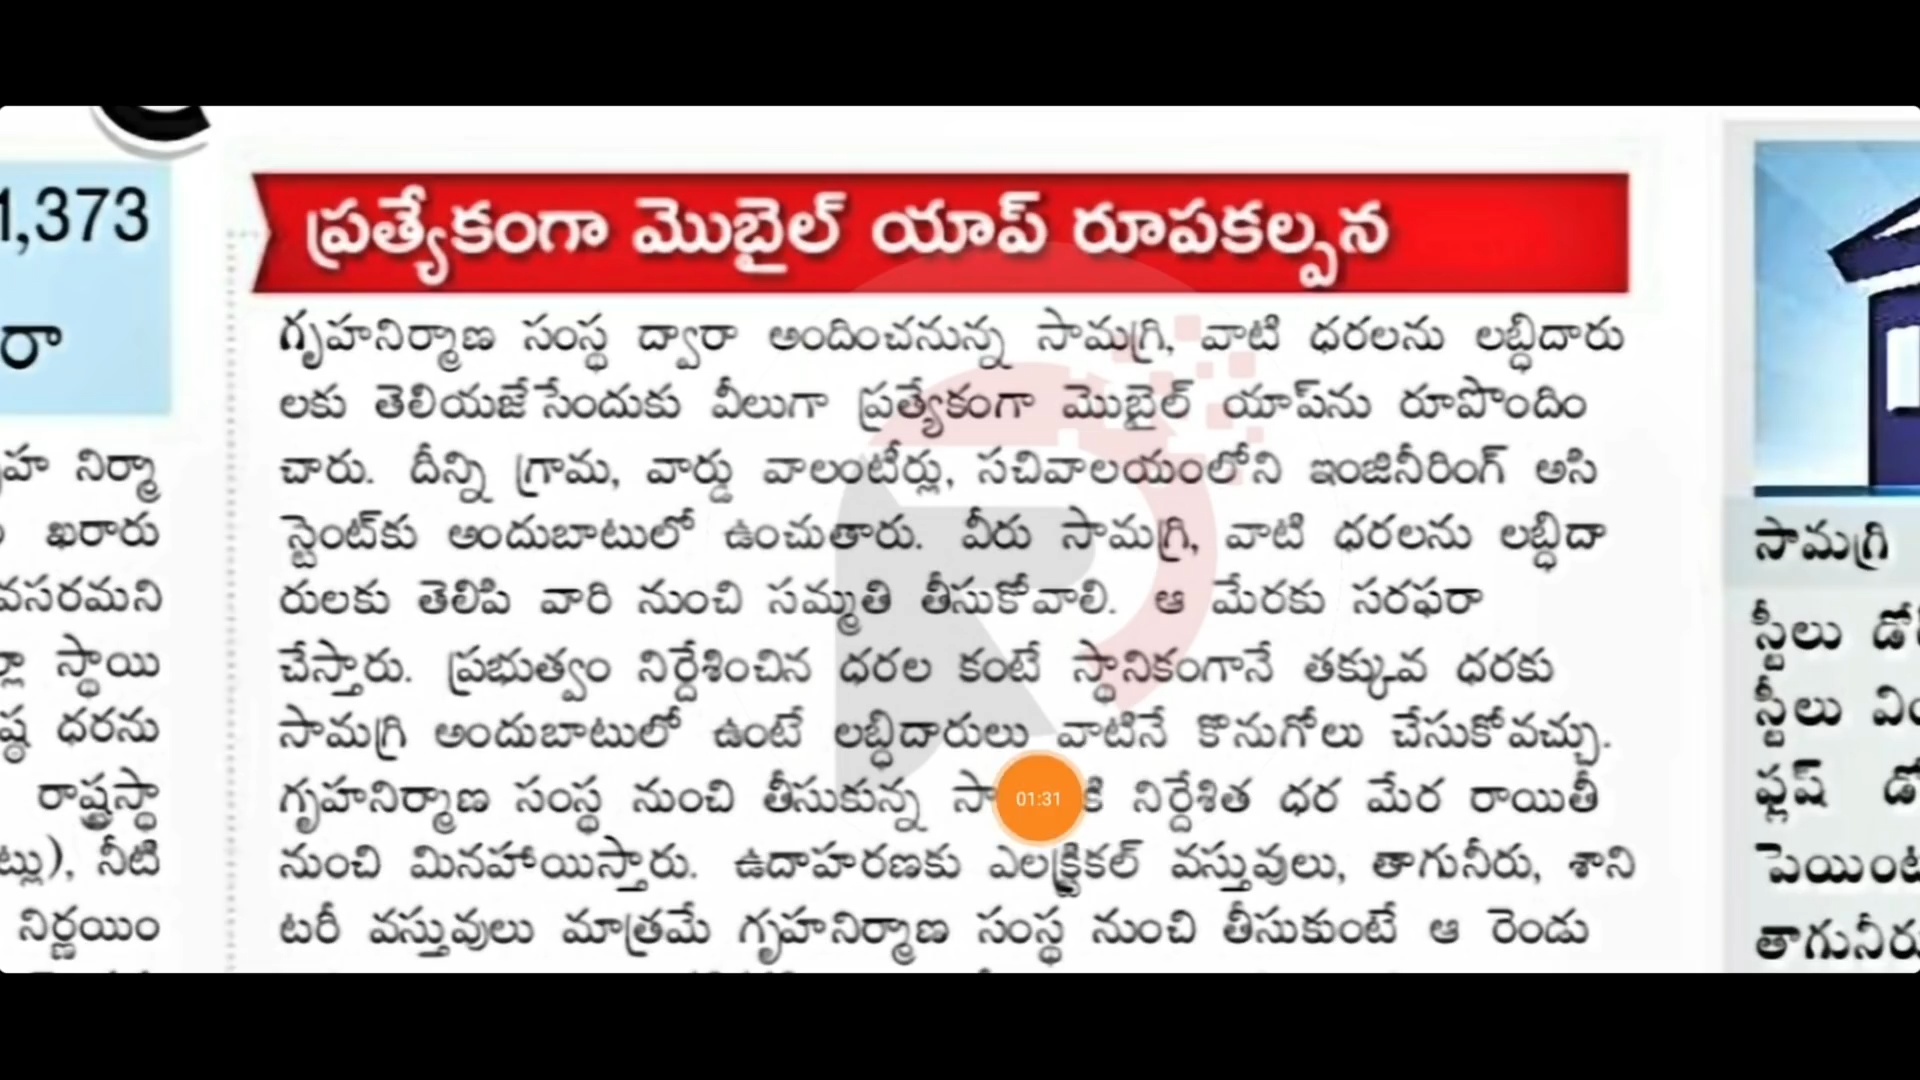 1,373
రా
హ నిర్మా
ఖరారు
వసరమని
స్థాయి
ష్ఠ ధరను
రాష్ట్రస్థా
ట్లు), నీటి
నిర్ణయిం
ప్రత్యేకంగా మొబైల్ యాప్ రూపకల్పన
గృహనిర్మాణ సంస్థ ద్వారా అందించనున్న సామగ్రి, వాటి ధరలను లబ్ధిదారు
లకు తెలియజేసేందుకు వీలుగా ప్రత్యేకంగా మొబైల్ యాప్‌ను రూపొందిం
చారు. దీన్ని గ్రామ, వార్డు వాలంటీర్లు, సచివాలయంలోని ఇంజినీరింగ్ అసి
స్టెంట్‌కు అందుబాటులో ఉంచుతారు. వీరు సామగ్రి, వాటి ధరలను లబ్ధిదా
రులకు తెలిపి వారి నుంచి సమ్మతి తీసుకోవాలి. ఆ మేరకు సరఫరా
చేస్తారు. ప్రభుత్వం నిర్దేశించిన ధరల కంటే స్థానికంగానే తక్కువ ధరకు
సామగ్రి అందుబాటులో ఉంటే లబ్ధిదారులు వాటినే కొనుగోలు చేసుకోవచ్చు.
గృహనిర్మాణ సంస్థ నుంచి తీసుకున్న సా కి నిర్దేశిత ధర మేర రాయితీ
01:31
నుంచి మినహాయిస్తారు. ఉదాహరణకు ఎలక్ట్రికల్ వస్తువులు, తాగునీరు, శాని
టరీ వస్తువులు మాత్రమే గృహనిర్మాణ సంస్థ నుంచి తీసుకుంటే ఆ రెండు
సామగ్రి
స్టీలు డో
స్టీలు విం
ఫ్లష్ డో
పెయింట
తాగునీరు